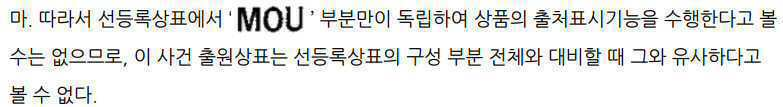 마. 따라서 선등록상표에서 ‘ MOU ’ 부분만이 독립하여 상품의 출처표시기능을 수행한다고 볼
수는 없으므로, 이 사건 출원상표는 선등록상표의 구성 부분 전체와 대비할 때 그와 유사하다고
볼 수 없다.